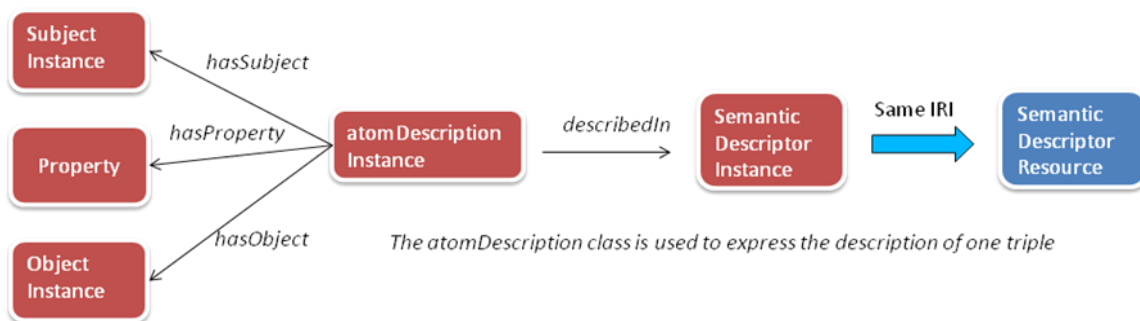 Subject
Instance
hasSubject
hasProperty
Property
hasObject
Object
Instance
atomDescription
Instance
describedIn
Semantic
Descriptor
Instance
Same IRI
Semantic
Descriptor
Resource
The atomDescription class is used to express the description of one triple